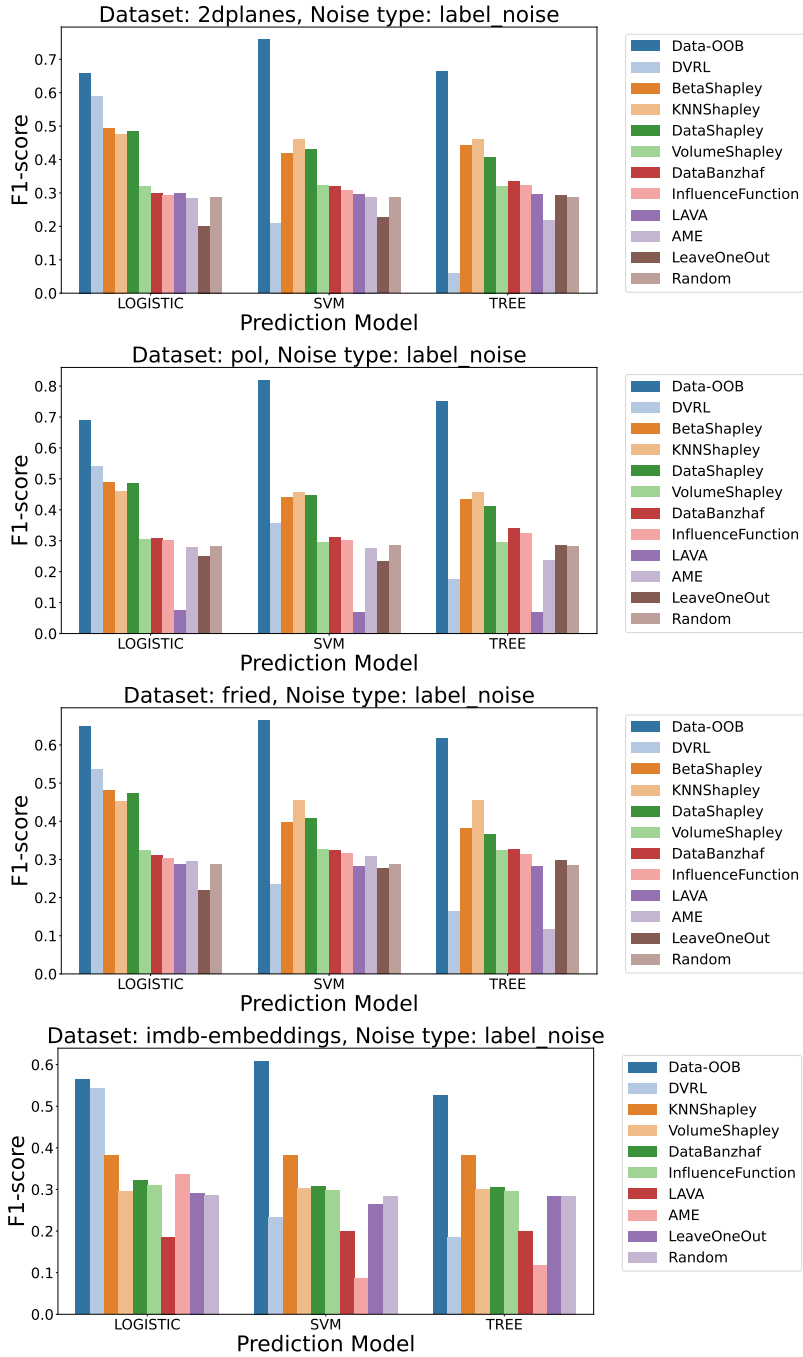 Dataset: 2dplanes, Noise type: label_noise
F1-score
0.7
0.6
0.5
0.4
0.3
0.2
0.1
0.0
LOGISTIC
SVM
TREE
Prediction Model
Data-OOB
DVRL
BetaShapley
KNNShapley
DataShapley
VolumeShapley
DataBanzhaf
InfluenceFunction
LAVA
AME
LeaveOneOut
Random
Dataset: pol, Noise type: label_noise
F1-score
0.8
0.7
0.6
0.5
0.4
0.3
0.2
0.1
0.0
LOGISTIC
SVM
TREE
Prediction Model
Data-OOB
DVRL
BetaShapley
KNNShapley
DataShapley
VolumeShapley
DataBanzhaf
InfluenceFunction
LAVA
AME
LeaveOneOut
Random
Dataset: fried, Noise type: label_noise
F1-score
0.6
0.5
0.4
0.3
0.2
0.1
0.0
LOGISTIC
SVM
TREE
Prediction Model
Data-OOB
DVRL
BetaShapley
KNNShapley
DataShapley
VolumeShapley
DataBanzhaf
InfluenceFunction
LAVA
AME
LeaveOneOut
Random
Dataset: imdb-embeddings, Noise type: label_noise
F1-score
0.6
0.5
0.4
0.3
0.2
0.1
0.0
LOGISTIC
SVM
TREE
Prediction Model
Data-OOB
DVRL
KNNShapley
VolumeShapley
DataBanzhaf
InfluenceFunction
LAVA
AME
LeaveOneOut
Random